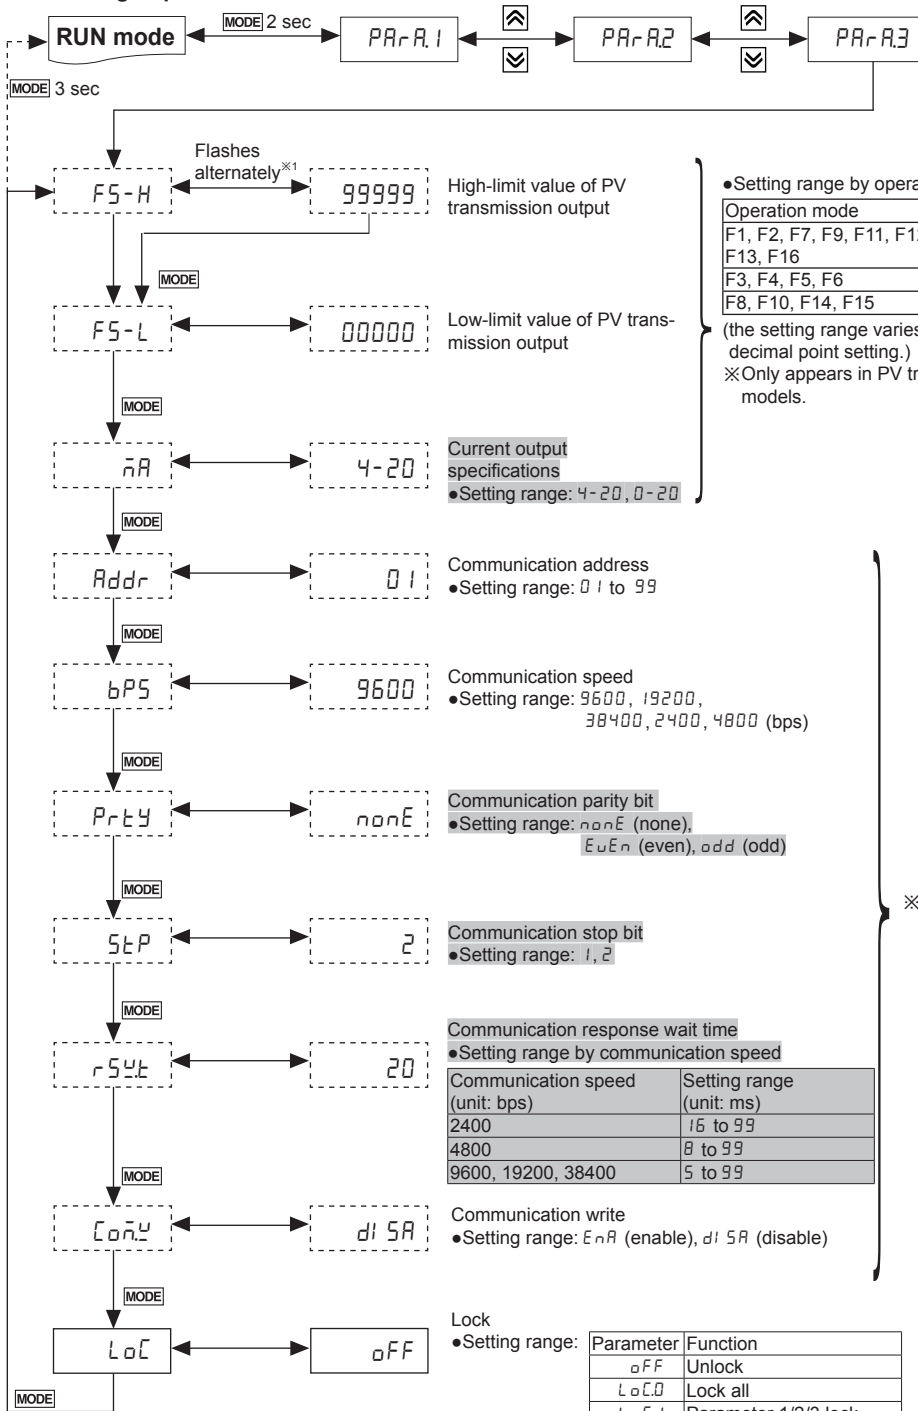 RUN mode
MODE 2 sec
PArA.1
PArA.2
PArA.3
MODE 3 sec
Flashes
alternately※1
FS-H
99999
High-limit value of PV
transmission output
●Setting range by opera
Operation mode
F1, F2, F7, F9, F11, F12
F13, F16
F3, F4, F5, F6
F8, F10, F14, F15
(the setting range varies
decimal point setting.)
※Only appears in PV tr
models.
MODE
FS-L
00000
Low-limit value of PV trans-
mission output
MODE
mA
4-20
Current output
specifications
●Setting range: 4-20, 0-20
MODE
Addr
01
Communication address
●Setting range: 01 to 99
MODE
bPS
9600
Communication speed
●Setting range: 9600, 19200,
38400, 2400, 4800 (bps)
MODE
PrtY
nonE
Communication parity bit
●Setting range: nonE (none),
EvEn (even), odd (odd)
※
MODE
StP
2
Communication stop bit
●Setting range: 1, 2
MODE
rSY.t
20
Communication response wait time
●Setting range by communication speed
Communication speed Setting range
(unit: bps) (unit: ms)
2400 16 to 99
4800 8 to 99
9600, 19200, 38400 5 to 99
MODE
Com.W
dISA
Communication write
●Setting range: EnA (enable), dISA (disable)
MODE
LoC
oFF
Lock
●Setting range:
Parameter Function
oFF Unlock
LoC.0 Lock all
MODE